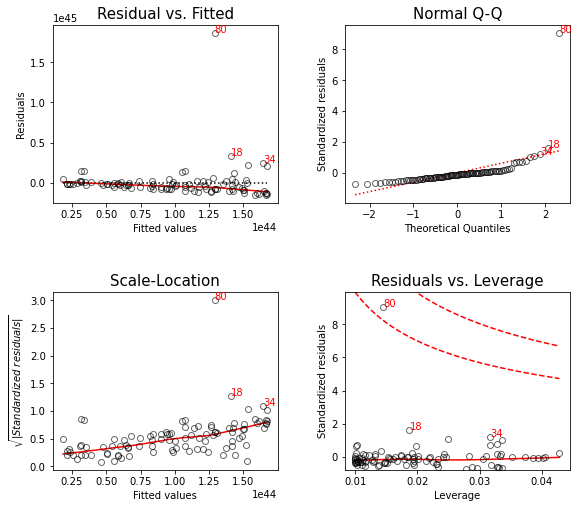 Residual vs. Fitted
1e45
Residuals
1.5
1.0
0.5
0.0
80
18
34
0.25 0.50 0.75 1.00 1.25 1.50
1e44
Fitted values
Normal Q-Q
Standardized residuals
8
6
4
2
0
80
18
34
−2 −1 0 1 2
Theoretical Quantiles
Scale-Location
√|Standardized residuals|
3.0
2.5
2.0
1.5
1.0
0.5
0.0
80
18
34
0.25 0.50 0.75 1.00 1.25 1.50
1e44
Fitted values
Residuals vs. Leverage
Standardized residuals
8
6
4
2
0
80
18
34
0.01 0.02 0.03 0.04
Leverage